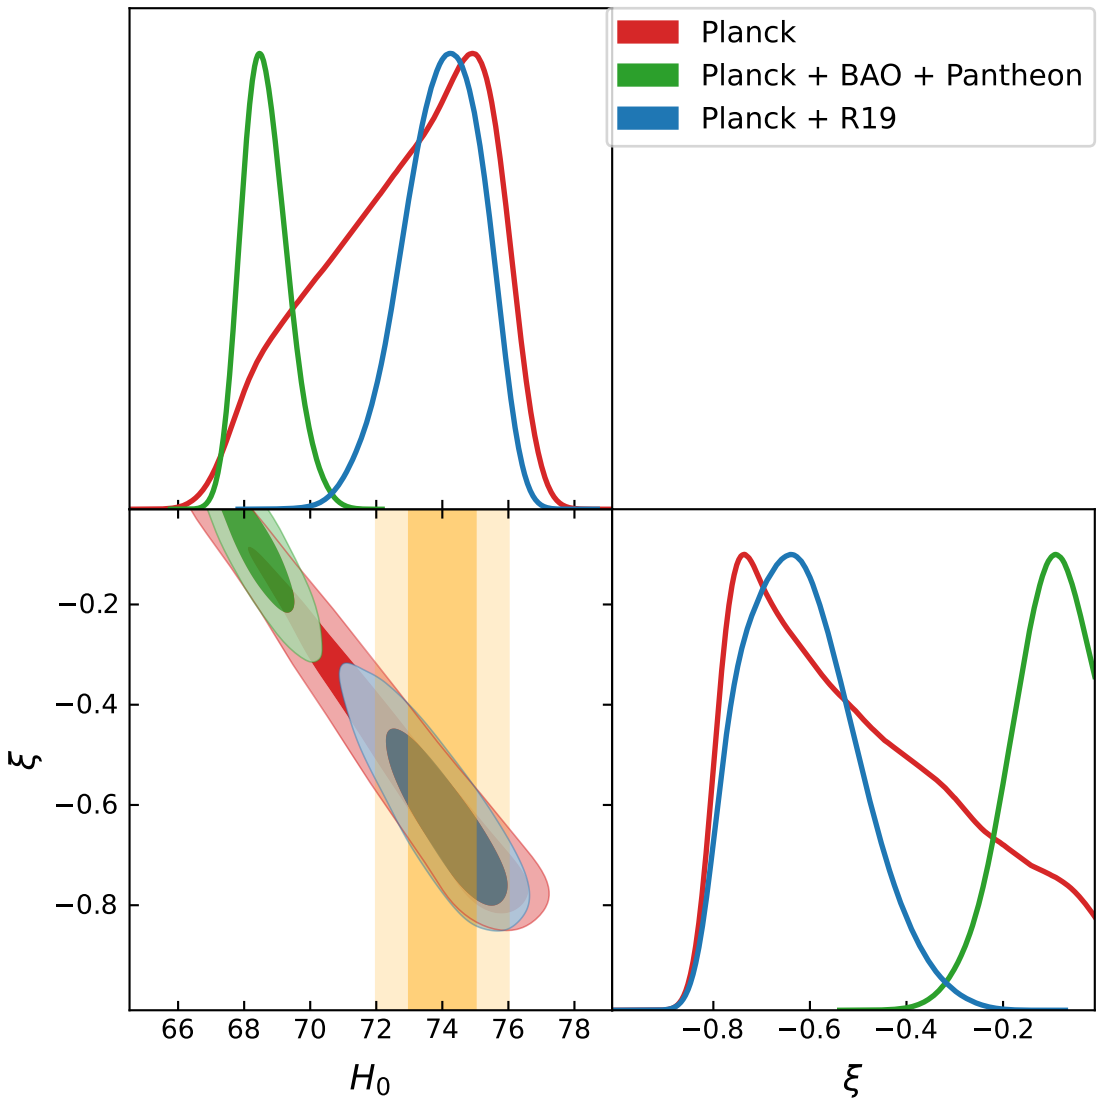 Planck
Planck + BAO + Pantheon
Planck + R19
−0.2
−0.4
−0.6
−0.8
ξ
66 68 70 72 74 76 78
H₀
−0.8 −0.6 −0.4 −0.2
ξ